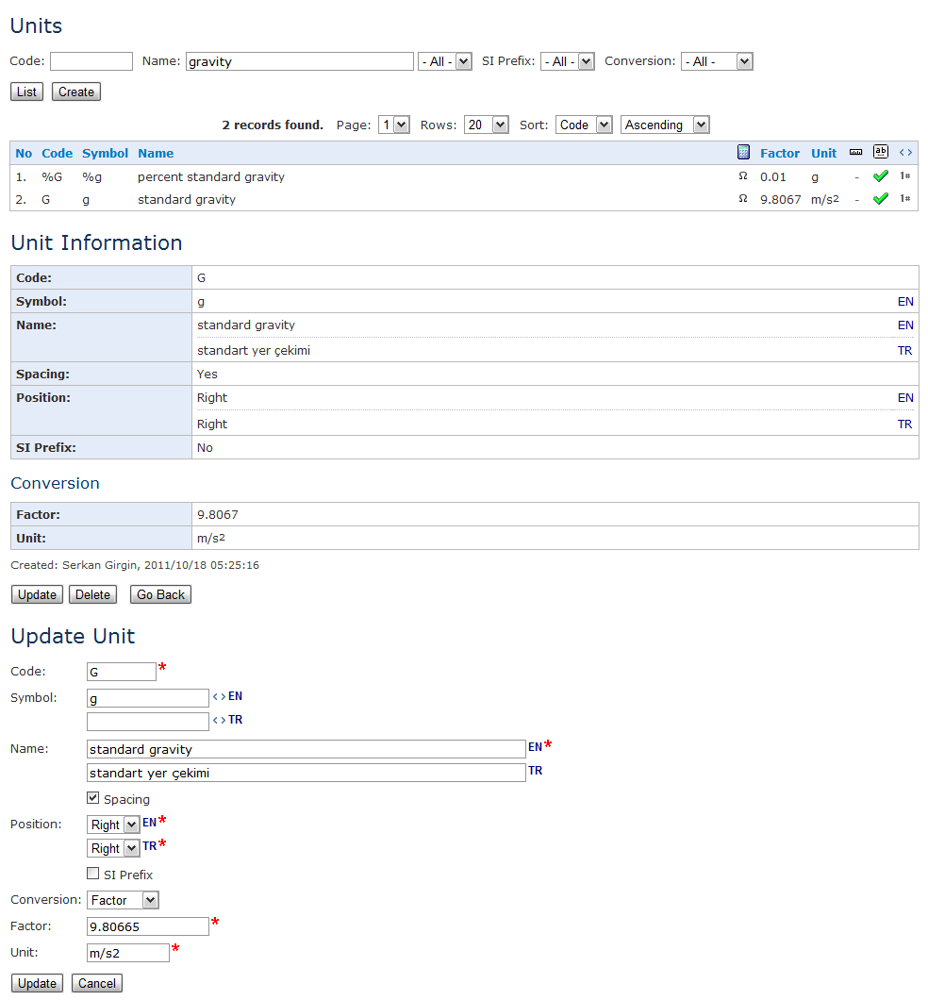 Units
Code: Name: gravity - All - SI Prefix: - All - Conversion: - All -
List Create
2 records found. Page: 1 Rows: 20 Sort: Code Ascending
No Code Symbol Name Factor Unit ab <>
1. %G %g percent standard gravity Ω 0.01 g - 1#
2. G g standard gravity Ω 9.8067 m/s² - 1#
Unit Information
Code: G
Symbol: g EN
Name: standard gravity EN
standart yer çekimi TR
Spacing: Yes
Position: Right EN
Right TR
SI Prefix: No
Conversion
Factor: 9.8067
Unit: m/s²
Created: Serkan Girgin, 2011/10/18 05:25:16
Update Delete Go Back
Update Unit
Code: G *
Symbol: g <> EN
<> TR
Name: standard gravity EN *
standart yer çekimi TR
Spacing
Position: Right EN *
Right TR *
SI Prefix
Conversion: Factor
Factor: 9.80665 *
Unit: m/s2 *
Update Cancel